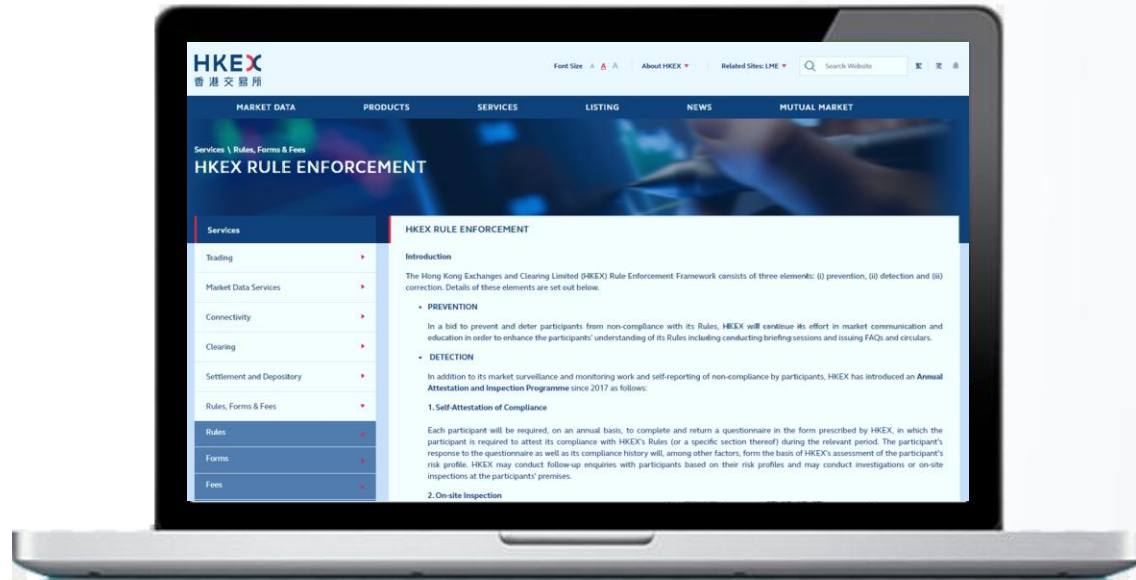 HKEX
香港交易所
Font Size A A A About HKEX Related Sites: LME Search Website 繁 简
MARKET DATA PRODUCTS SERVICES LISTING NEWS MUTUAL MARKET
Services \ Rules, Forms & Fees
HKEX RULE ENFORCEMENT
Services
Trading
Market Data Services
Connectivity
Clearing
Settlement and Depository
Rules, Forms & Fees
Rules
Forms
Fees
HKEX RULE ENFORCEMENT
Introduction
The Hong Kong Exchanges and Clearing Limited (HKEX) Rule Enforcement Framework consists of three elements: (i) prevention, (ii) detection and (iii)
correction. Details of these elements are set out below.
• PREVENTION
In a bid to prevent and deter participants from non-compliance with its Rules, HKEX will continue its effort in market communication and
education in order to enhance the participants' understanding of its Rules including conducting briefing sessions and issuing FAQs and circulars.
• DETECTION
In addition to its market surveillance and monitoring work and self-reporting of non-compliance by participants, HKEX has introduced an Annual
Attestation and Inspection Programme since 2017 as follows:
1. Self-Attestation of Compliance
Each participant will be required, on an annual basis, to complete and return a questionnaire in the form prescribed by HKEX, in which the
participant is required to attest its compliance with HKEX's Rules (or a specific section thereof) during the relevant period. The participant's
response to the questionnaire as well as its compliance history will, among other factors, form the basis of HKEX's assessment of the participant's
risk profile. HKEX may conduct follow-up enquiries with participants based on their risk profiles and may conduct investigations or on-site
inspections at the participants' premises.
2. On-site Inspection